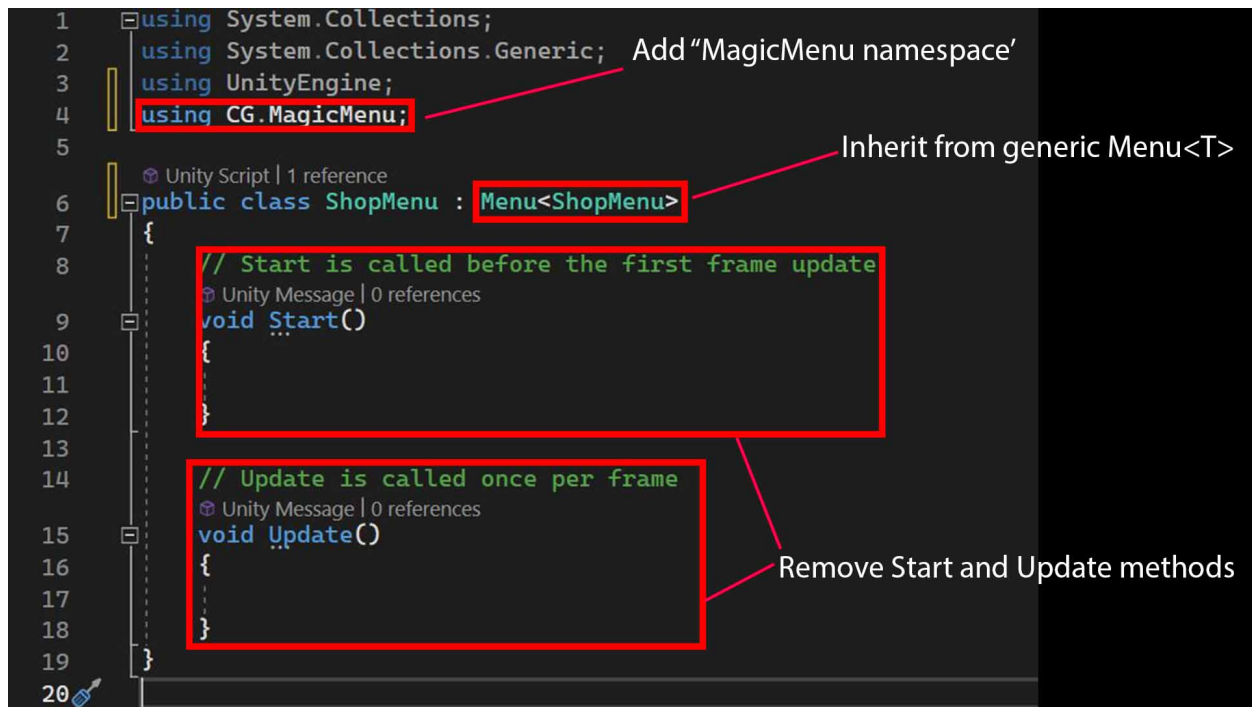 1 using System.Collections;
2 using System.Collections.Generic;
Add “MagicMenu namespace’
3 using UnityEngine;
4 using CG.MagicMenu;
5
Inherit from generic Menu<T>
Unity Script | 1 reference
6 public class ShopMenu : Menu<ShopMenu>
7 {
8 // Start is called before the first frame update
Unity Message | 0 references
9 void Start()
10 {
11
12 }
13
14 // Update is called once per frame
Unity Message | 0 references
15 void Update()
16 {
Remove Start and Update methods
17
18 }
19 }
20